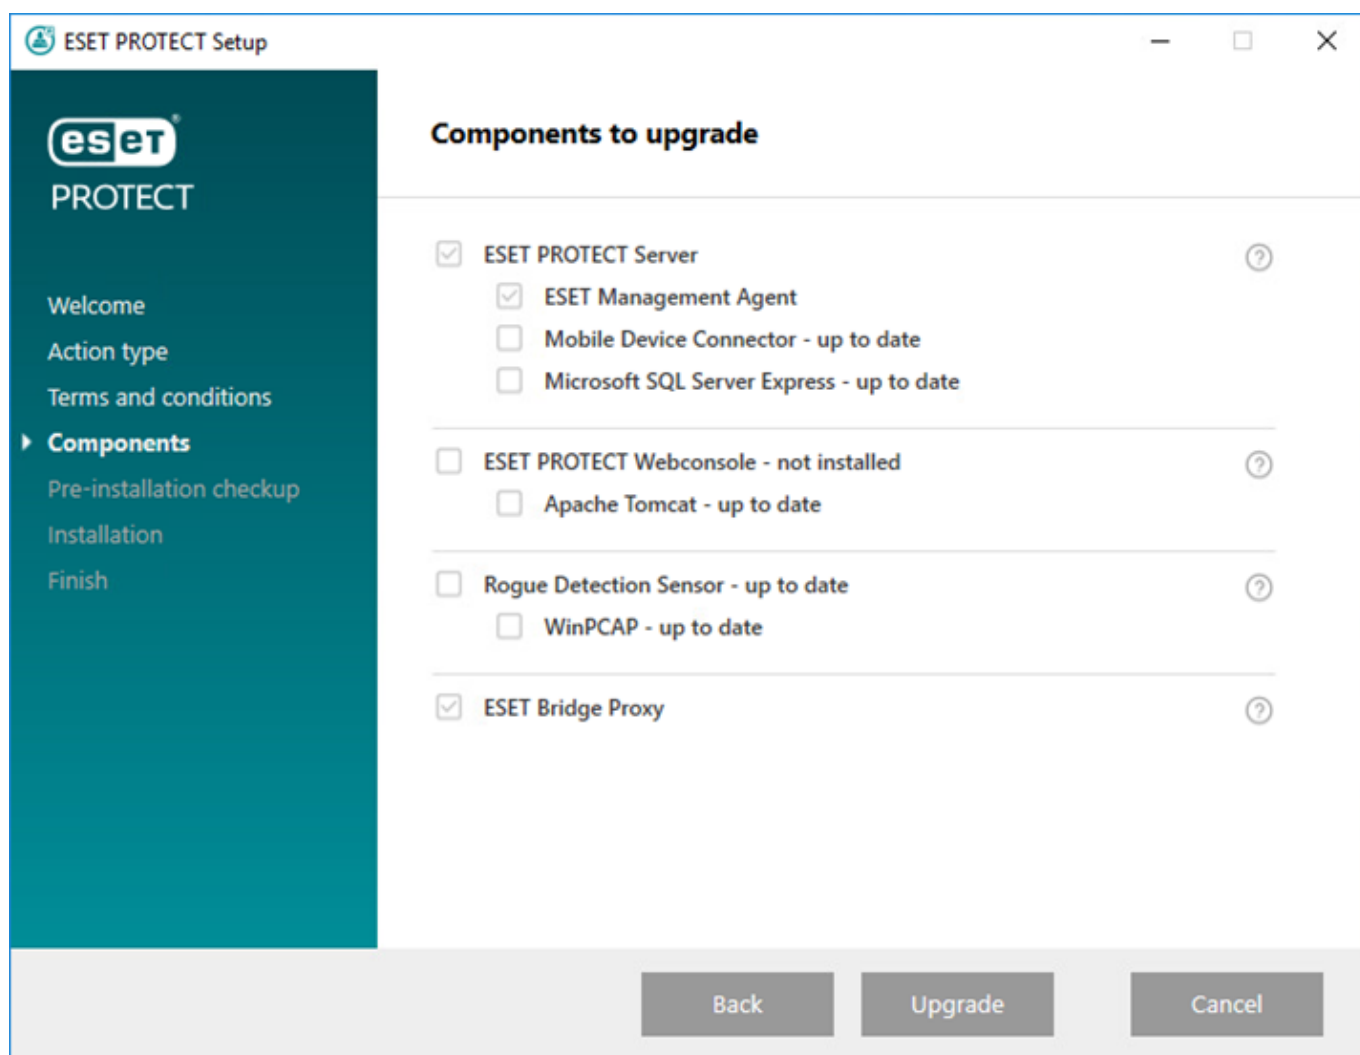 ESET PROTECT Setup
eset®
PROTECT
Welcome
Action type
Terms and conditions
Components
Pre-installation checkup
Installation
Finish
Components to upgrade
ESET PROTECT Server
ESET Management Agent
Mobile Device Connector - up to date
Microsoft SQL Server Express - up to date
ESET PROTECT Webconsole - not installed
Apache Tomcat - up to date
Rogue Detection Sensor - up to date
WinPCAP - up to date
ESET Bridge Proxy
Back
Upgrade
Cancel